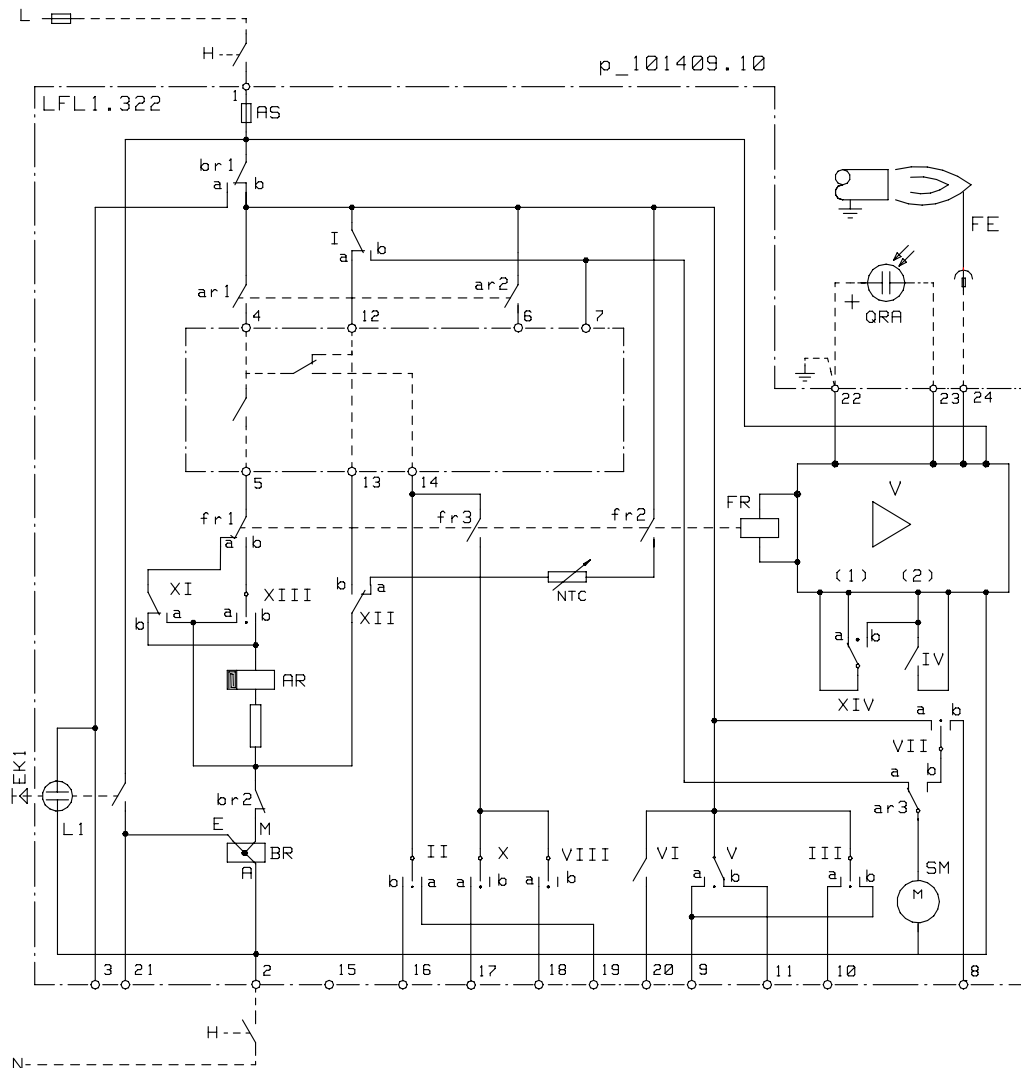 L
H
p_101409.10
LFL1.322
1
AS
br1
a b
FE
I
a b
ar1
ar2
+
QRA
4 12 6 7
22 23 24
5 13 14
V
FR
fr1
fr3
fr2
a b
XI
XIII
b a
NTC
(1) (2)
b a a b
XII
a b
IV
AR
XIV
a b
VII
EK1
a b
br2
ar3
L1
E M
BR
A
II X VIII VI V III SM
M
b a a b a b a b a b
3 21 2 15 16 17 18 19 20 9 11 10 8
H
N